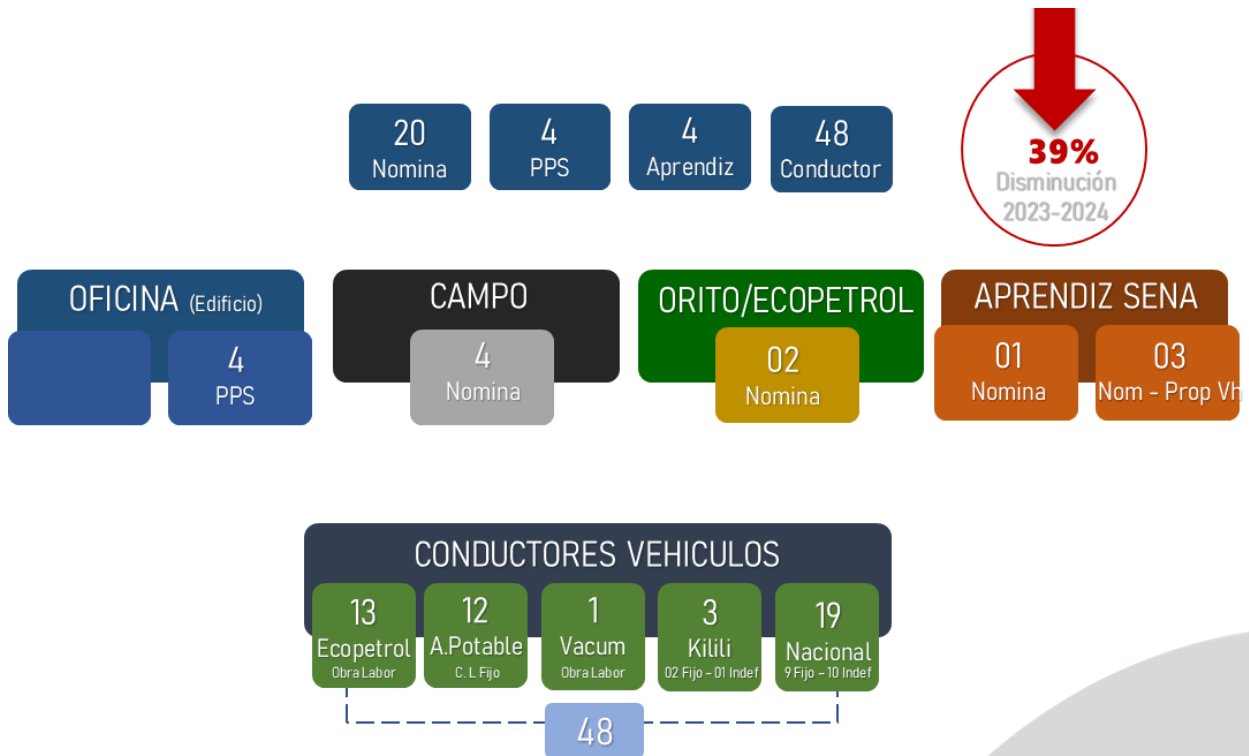 20
Nomina
4
PPS
4
Aprendiz
48
Conductor
39%
Disminución
2023-2024
OFICINA (Edificio)
4
PPS
CAMPO
4
Nomina
ORITO/ECOPETROL
02
Nomina
APRENDIZ SENA
01
Nomina
03
Nom - Prop Vh
CONDUCTORES VEHICULOS
13
Ecopetrol
Obra Labor
12
A.Potable
C. L Fijo
1
Vacum
Obra Labor
3
Kilili
02 Fijo – 01 Indef
19
Nacional
9 Fijo – 10 Indef
48